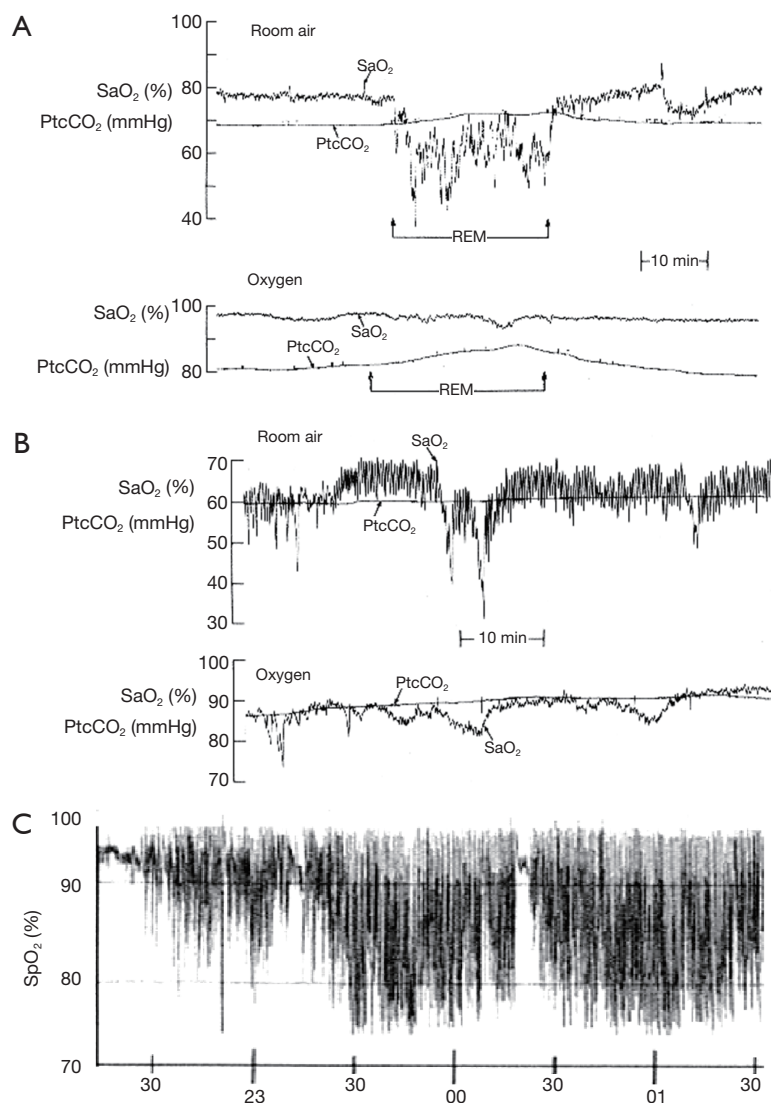 A
100
Room air
SaO₂
SaO₂ (%)
80
PtcCO₂ (mmHg)
PtcCO₂
60
40
REM
10 min
Oxygen
SaO₂ (%)
100
SaO₂
PtcCO₂
PtcCO₂ (mmHg)
80
REM
B
Room air
SaO₂
70
SaO₂ (%)
60
PtcCO₂ (mmHg)
PtcCO₂
50
40
30
10 min
100
Oxygen
PtcCO₂
SaO₂ (%)
90
PtcCO₂ (mmHg)
80
SaO₂
70
C
100
90
SpO₂ (%)
80
70
30 23 30 00 30 01 30